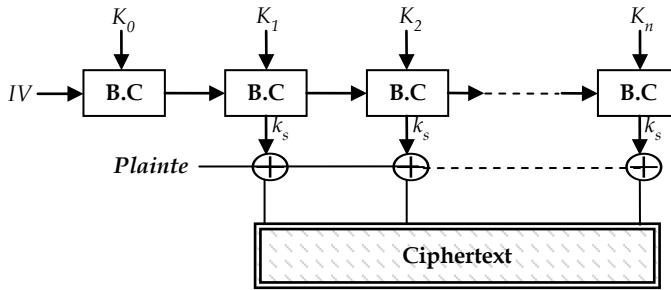 K0 K1 K2 Kn
IV B.C B.C B.C B.C
ks ks ks ks
Plainte
Ciphertext